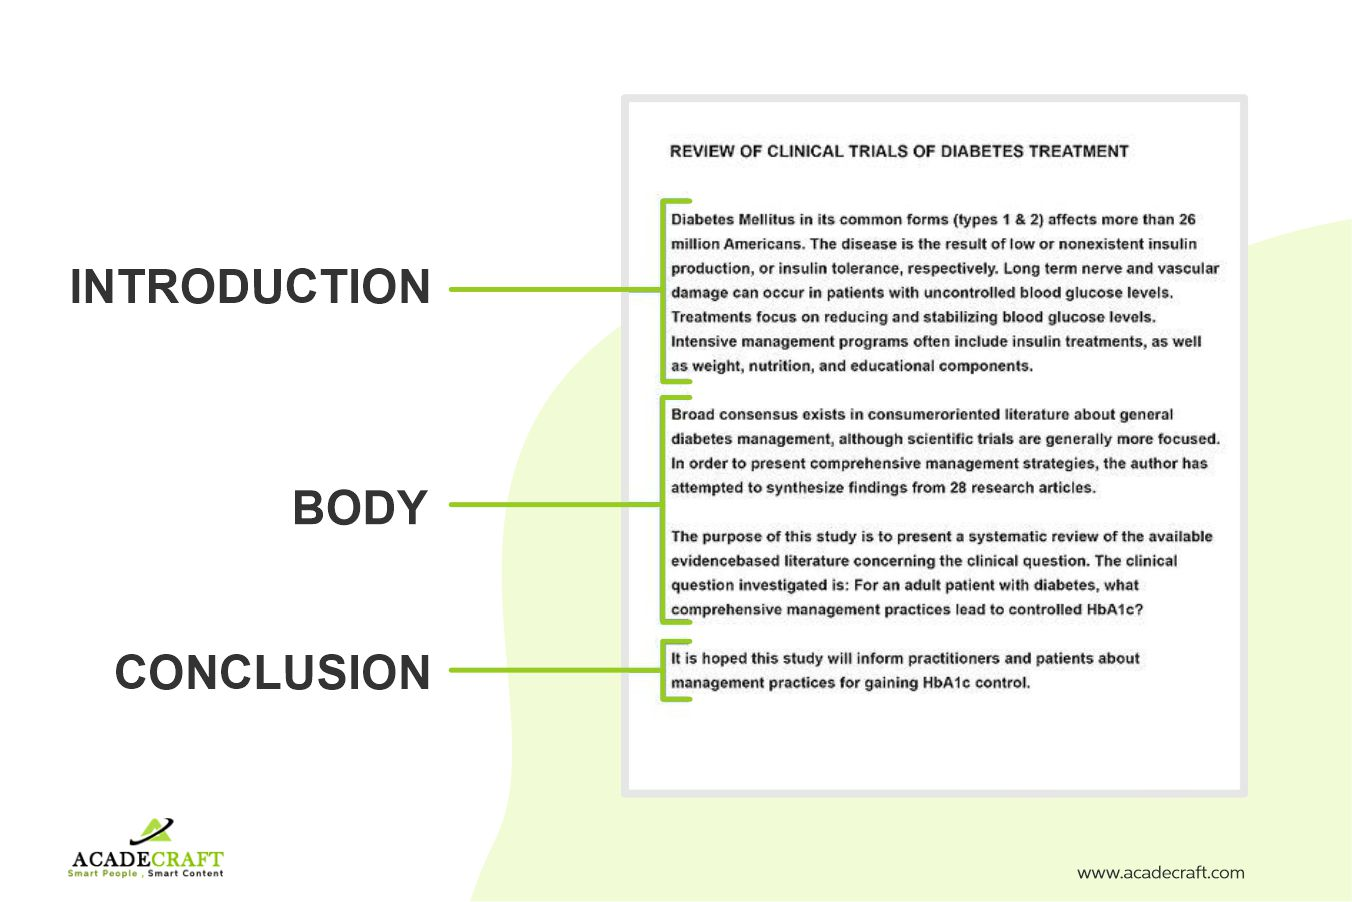 REVIEW OF CLINICAL TRIALS OF DIABETES TREATMENT
INTRODUCTION
Diabetes Mellitus in its common forms (types 1 & 2) affects more than 26
million Americans. The disease is the result of low or nonexistent insulin
production, or insulin tolerance, respectively. Long term nerve and vascular
damage can occur in patients with uncontrolled blood glucose levels.
Treatments focus on reducing and stabilizing blood glucose levels.
Intensive management programs often include insulin treatments, as well
as weight, nutrition, and educational components.
BODY
Broad consensus exists in consumeroriented literature about general
diabetes management, although scientific trials are generally more focused.
In order to present comprehensive management strategies, the author has
attempted to synthesize findings from 28 research articles.
The purpose of this study is to present a systematic review of the available
evidencebased literature concerning the clinical question. The clinical
question investigated is: For an adult patient with diabetes, what
comprehensive management practices lead to controlled HbA1c?
CONCLUSION
It is hoped this study will inform practitioners and patients about
management practices for gaining HbA1c control.
ACADECRAFT
Smart People , Smart Content
www.acadecraft.com